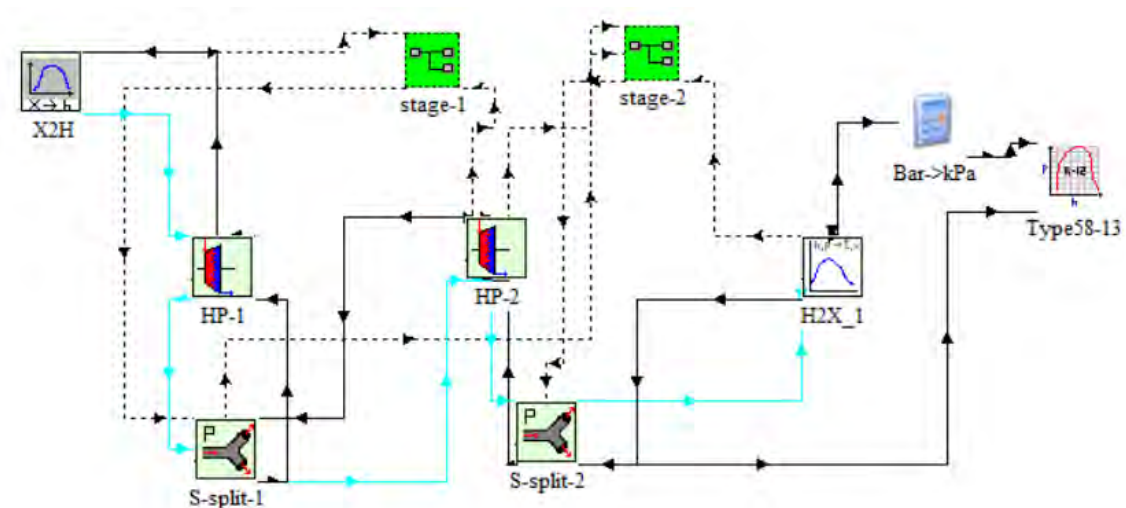 X→h
X2H
stage-1
stage-2
Bar->kPa
P
h
Type58-13
HP-1
HP-2
H2X_1
P
S-split-1
P
S-split-2